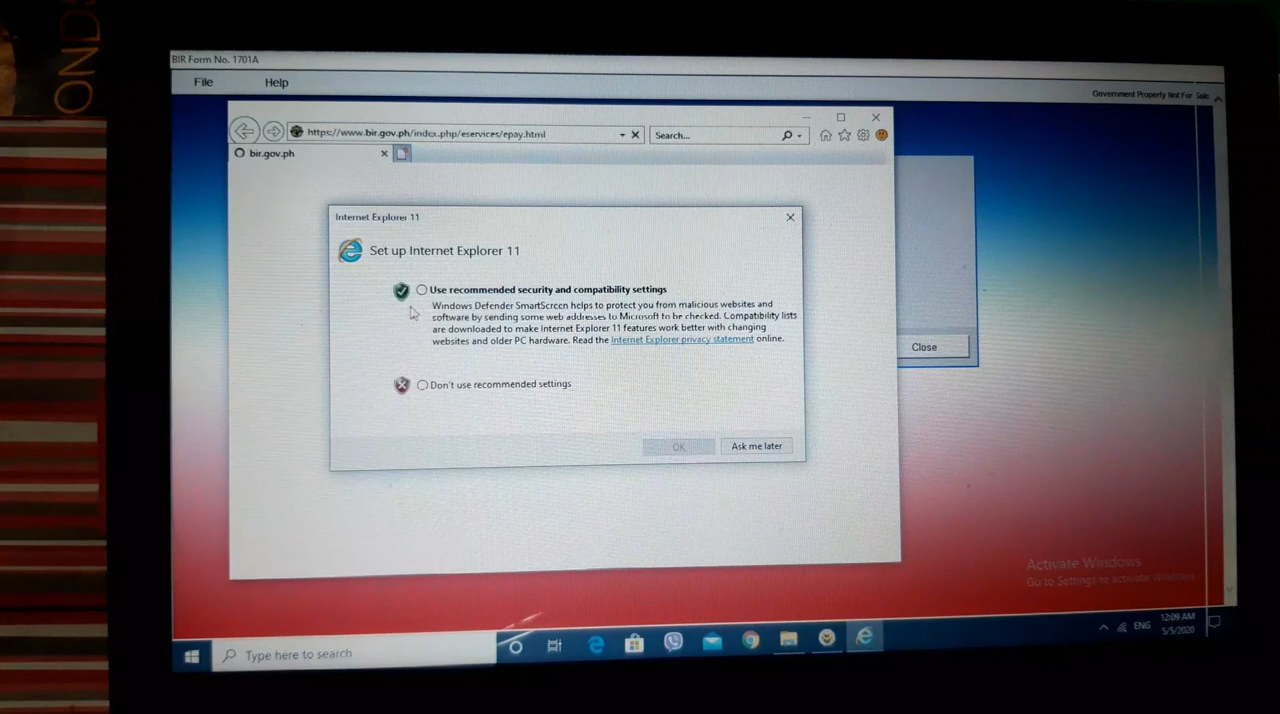 OND
BIR Form No. 1701A
File Help
Government Property Not For Sale
https://www.bir.gov.ph/index.php/eservices/epay.html
Search...
bir.gov.ph
Internet Explorer 11
Set up Internet Explorer 11
Use recommended security and compatibility settings
Windows Defender SmartScreen helps to protect you from malicious websites and
software by sending some web addresses to Microsoft to be checked. Compatibility lists
are downloaded to make Internet Explorer 11 features work better with changing
websites and older PC hardware. Read the Internet Explorer privacy statement online.
Don't use recommended settings
OK Ask me later
Close
Activate Windows
Go to Settings to activate Windows.
Type here to search
ENG
12:09 AM
5/5/2020